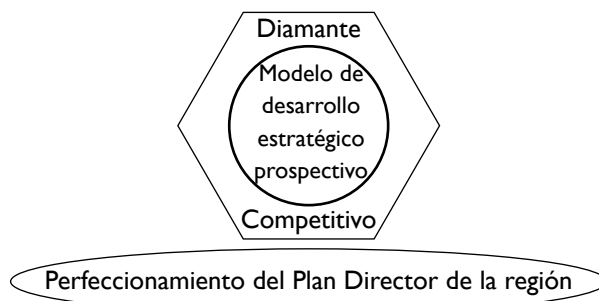 Diamante
Modelo de
desarrollo
estratégico
prospectivo
Competitivo
Perfeccionamiento del Plan Director de la región